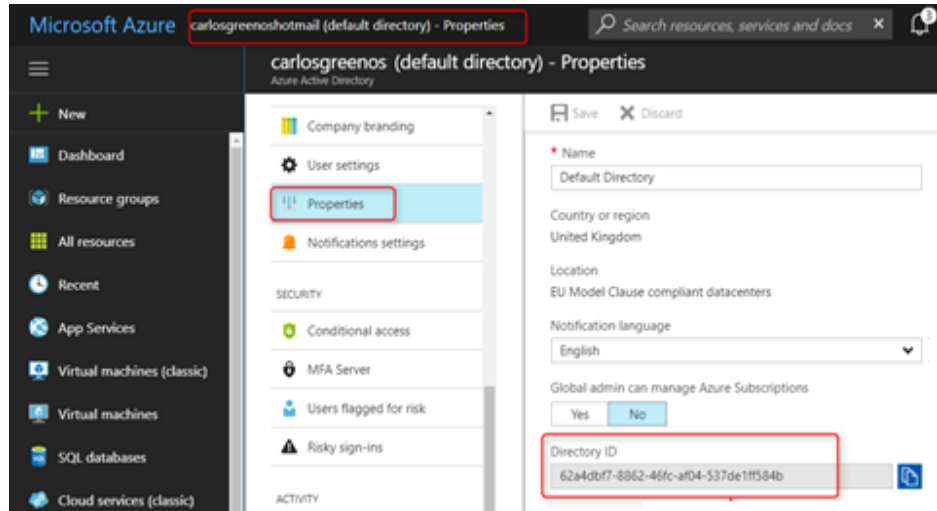 Microsoft Azure carlosgreenoshotmail (default directory) - Properties
Search resources, services and docs
3
carlosgreenos (default directory) - Properties
Azure Active Directory
New
Dashboard
Resource groups
All resources
Recent
App Services
Virtual machines (classic)
Virtual machines
SQL databases
Cloud services (classic)
Company branding
User settings
Properties
Notifications settings
SECURITY
Conditional access
MFA Server
Users flagged for risk
Risky sign-ins
ACTIVITY
Save Discard
* Name
Default Directory
Country or region
United Kingdom
Location
EU Model Clause compliant datacenters
Notification language
English
Global admin can manage Azure Subscriptions
Yes No
Directory ID
62a4dbf7-8862-46fc-af04-537de1ff584b